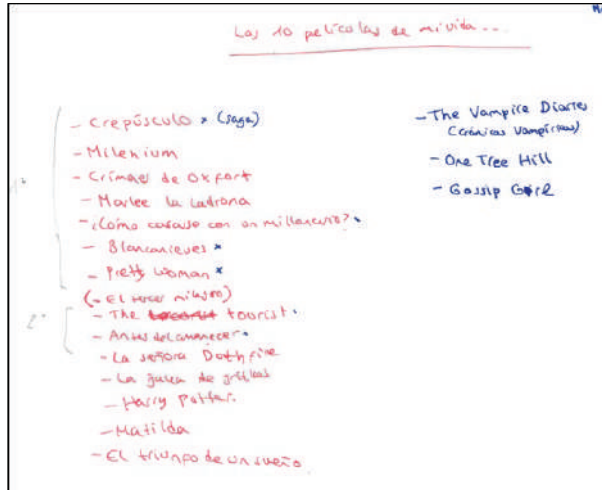 Las 10 películas de mi vida...
- Crepúsculo * (saga)
- Milenium
- Crímenes de Oxfort
- Marlee la ladrona
- ¿Cómo casarse con un millonario?
- Blancanieves *
- Pretty Woman *
(- El tercer milagro)
- The tourist
- Antes del amanecer
- La señora Dothfire
- La jaula de grillos
- Harry Potter
- Matilda
- El triunfo de un sueño
- The Vampire Diaries
(crónicas vampíricas)
- One Tree Hill
- Gossip Girl